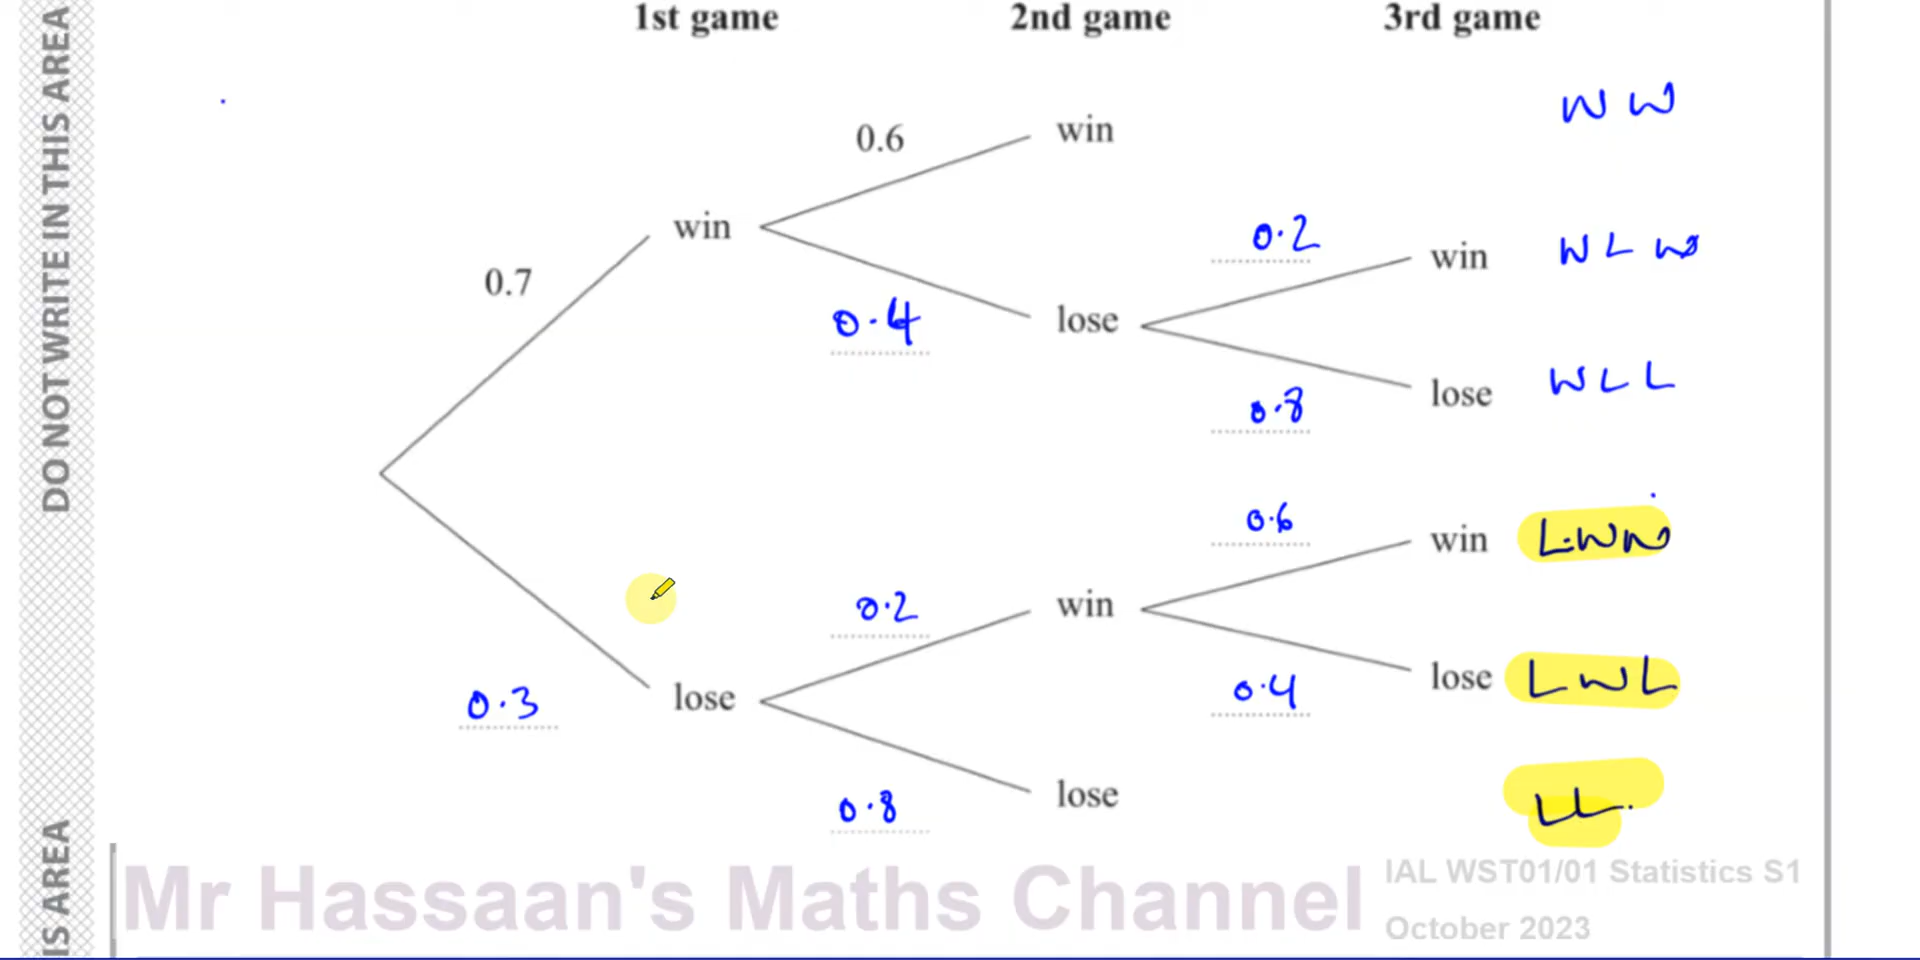 DO NOT WRITE IN THIS AREA
IS AREA
1st game 2nd game 3rd game
W W
0.6 win
win
0.2
win W L W
0.7
0.4 lose
0.8 lose W L L
0.6
win L W W
0.2 win
lose L W L
0.4
0.3 lose
0.8 lose
LL
Mr Hassaan's Maths Channel
IAL WST01/01 Statistics S1
October 2023